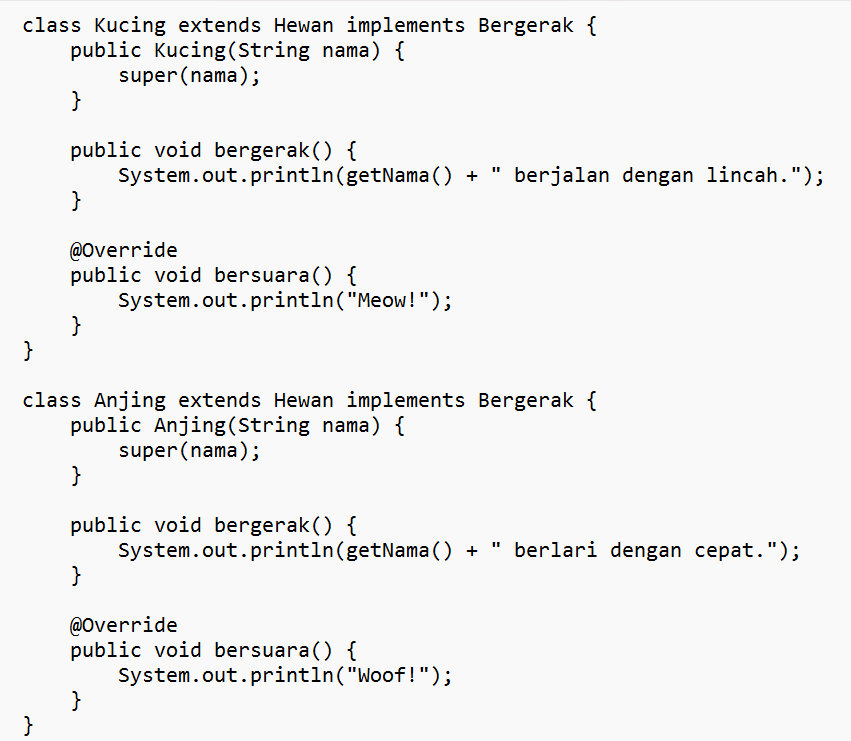 class Kucing extends Hewan implements Bergerak {
    public Kucing(String nama) {
        super(nama);
    }

    public void bergerak() {
        System.out.println(getNama() + " berjalan dengan lincah.");
    }

    @Override
    public void bersuara() {
        System.out.println("Meow!");
    }
}

class Anjing extends Hewan implements Bergerak {
    public Anjing(String nama) {
        super(nama);
    }

    public void bergerak() {
        System.out.println(getNama() + " berlari dengan cepat.");
    }

    @Override
    public void bersuara() {
        System.out.println("Woof!");
    }
}